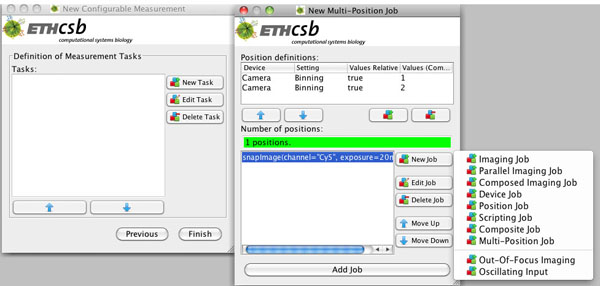 New Configurable Measurement
ETHcsb
computational systems biology
Definition of Measurement Tasks
Tasks:
New Task
Edit Task
Delete Task
Previous
Finish
New Multi-Position Job
ETHcsb
computational systems biology
Position definitions:
Device Setting Values Relative Values (Com...
Camera Binning true 1
Camera Binning true 2
Number of positions:
1 positions.
snapImage(channel="Cy5", exposure=20m
New Job
Edit Job
Delete Job
Move Up
Move Down
Add Job
Imaging Job
Parallel Imaging Job
Composed Imaging Job
Device Job
Position Job
Scripting Job
Composite Job
Multi-Position Job
Out-Of-Focus Imaging
Oscillating Input